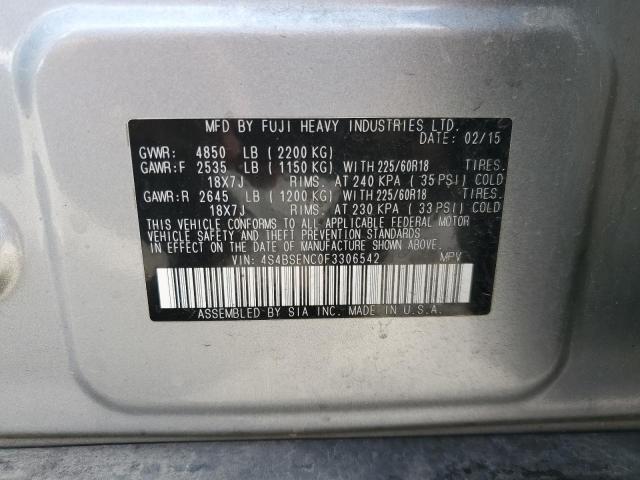 MFD BY FUJI HEAVY INDUSTRIES LTD.
DATE: 02/15
GVWR: 4850 LB (2200 KG)
GAWR:F 2535 LB (1150 KG) WITH 225/60R18 TIRES.
18X7J RIMS. AT 240 KPA (35 PSI) COLD
GAWR:R 2645 LB (1200 KG) WITH 225/60R18 TIRES.
18X7J RIMS. AT 230 KPA (33 PSI) COLD
THIS VEHICLE CONFORMS TO ALL APPLICABLE FEDERAL MOTOR
VEHICLE SAFETY AND THEFT PREVENTION STANDARDS
IN EFFECT ON THE DATE OF MANUFACTURE SHOWN ABOVE.
VIN: 4S4BSENC0F3306542 MPV
ASSEMBLED BY SIA INC. MADE IN U.S.A.